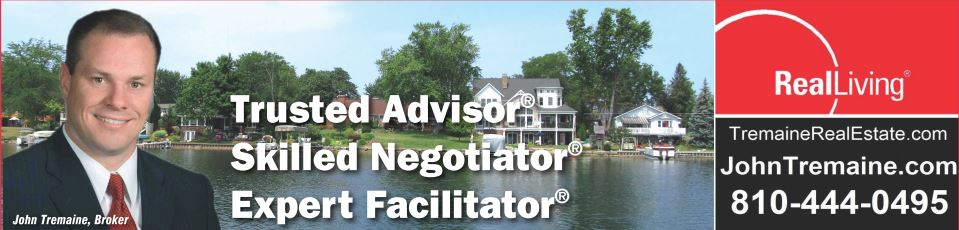 Trusted Advisor®
Skilled Negotiator®
Expert Facilitator®
John Tremaine, Broker
RealLiving®
TremaineRealEstate.com
JohnTremaine.com
810-444-0495